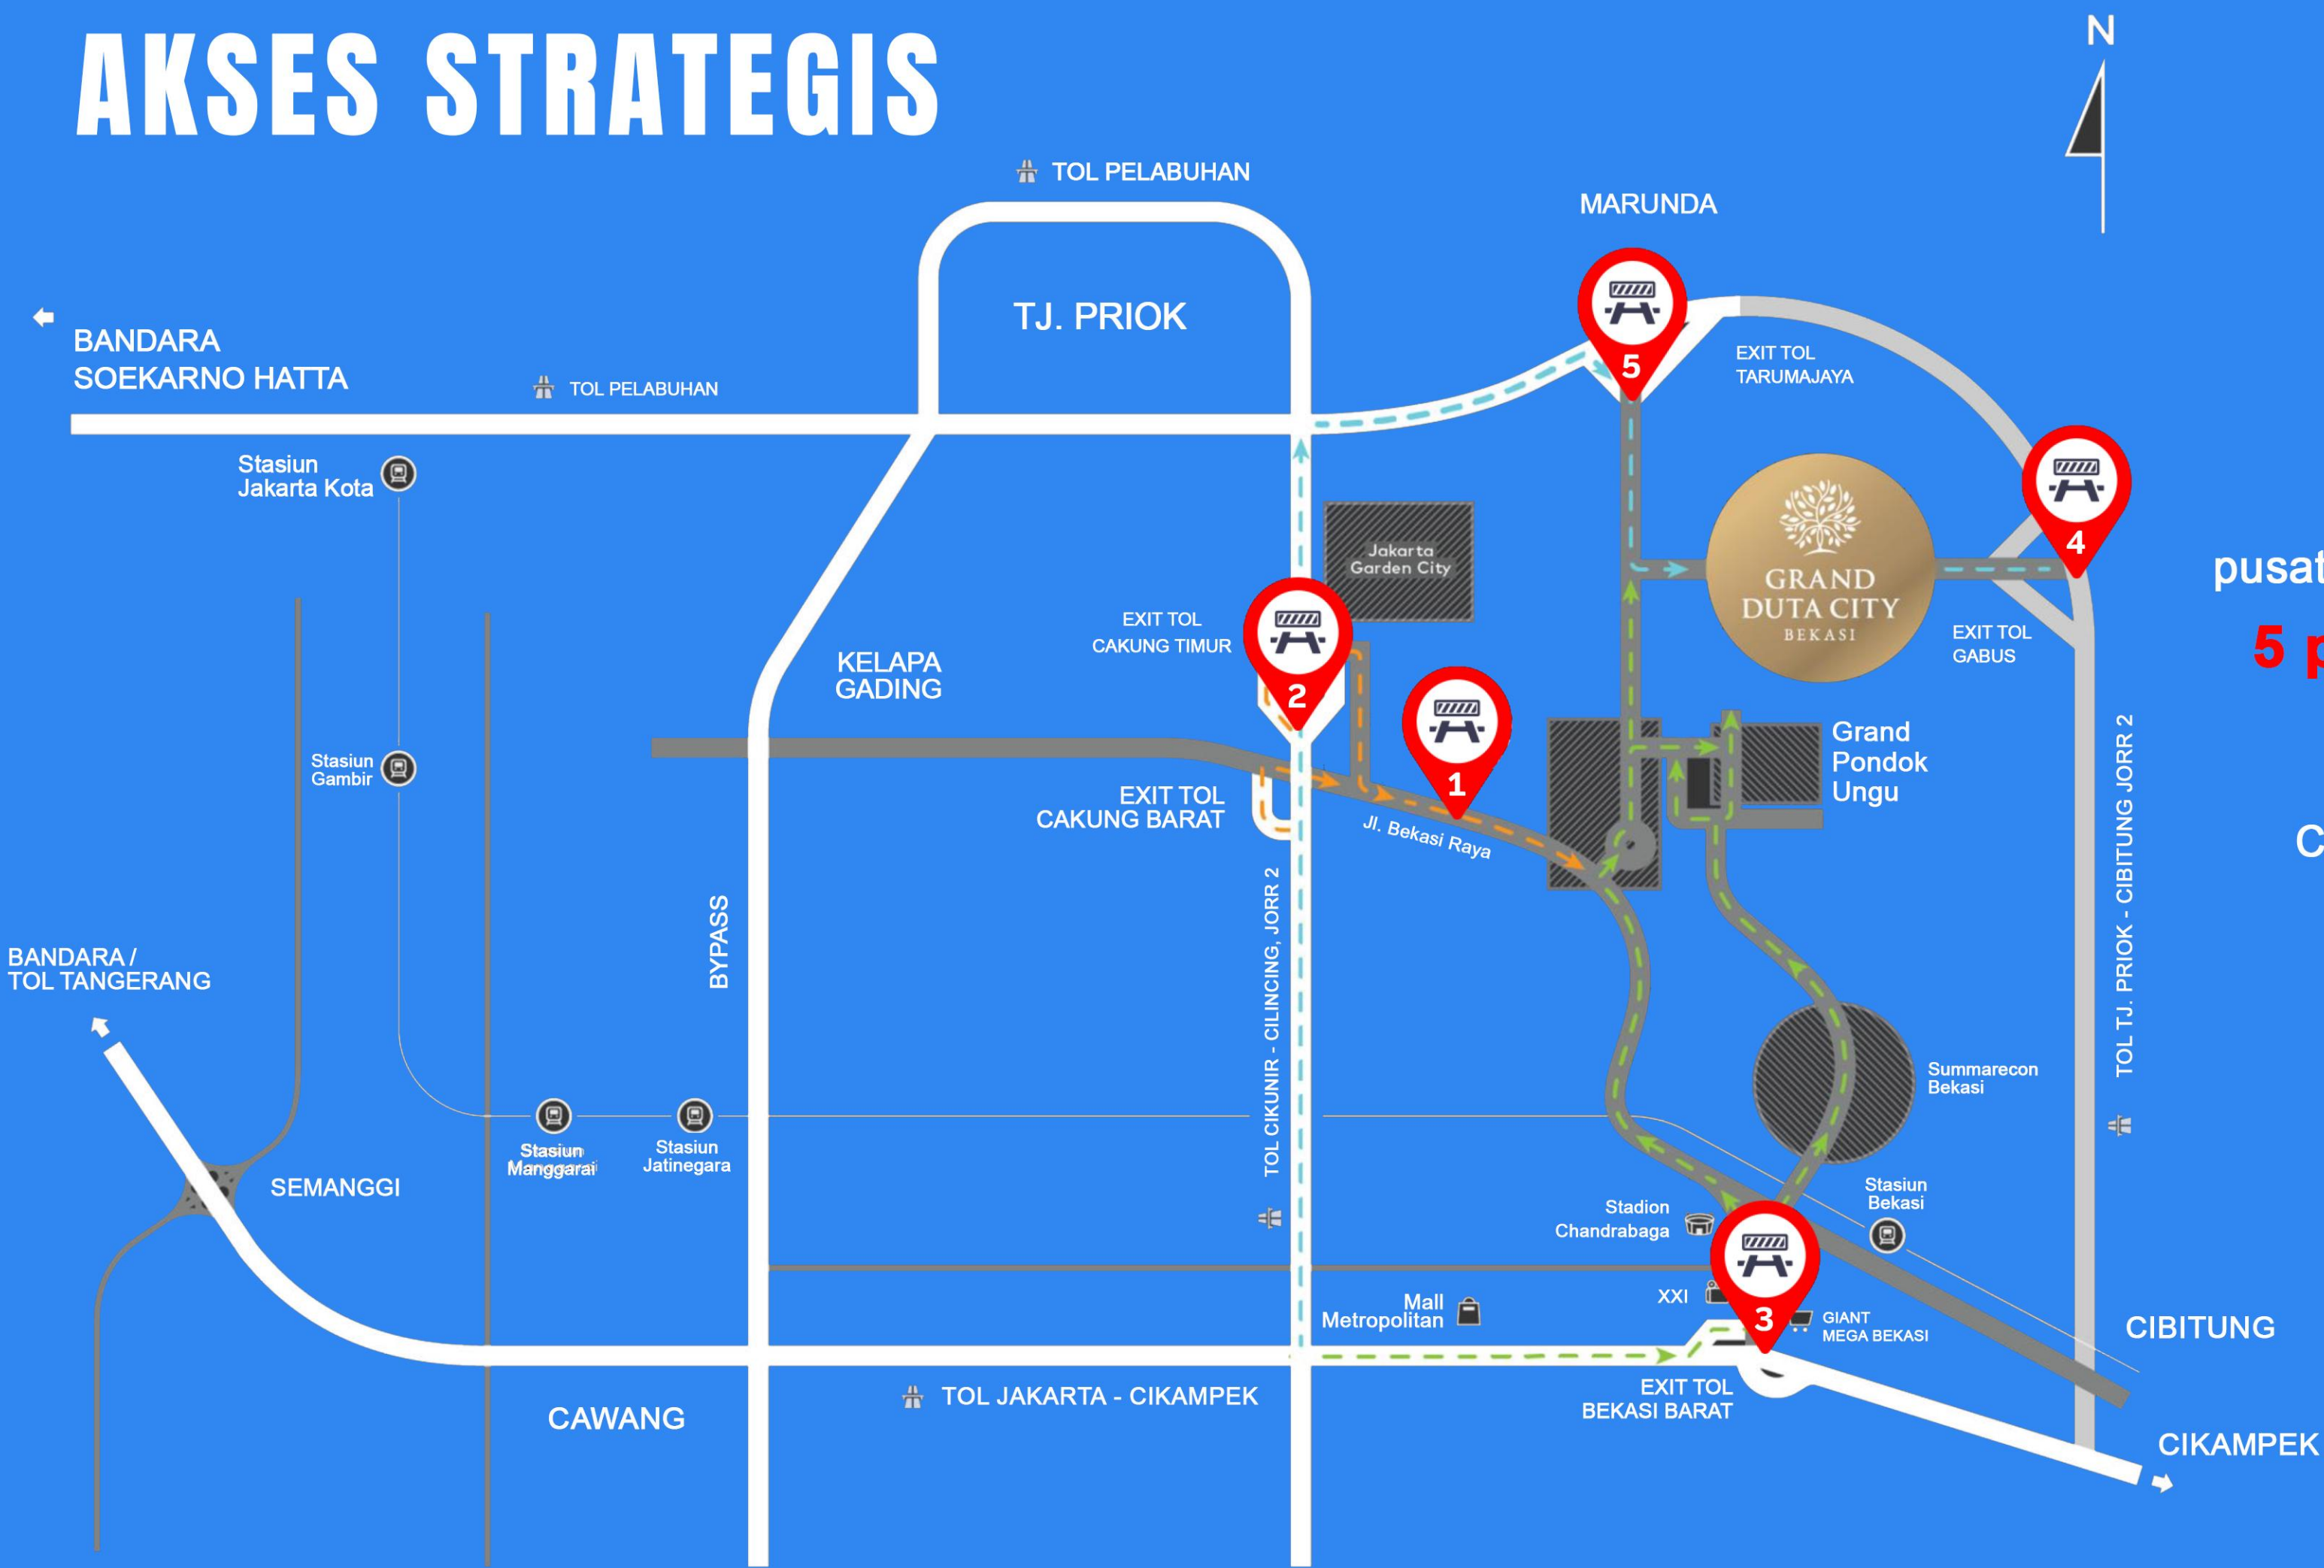 AKSES STRATEGIS
N
TOL PELABUHAN
MARUNDA
TJ. PRIOK
BANDARA
SOEKARNO HATTA
TOL PELABUHAN
5
EXIT TOL
TARUMAJAYA
Stasiun
Jakarta Kota
Jakarta
Garden City
GRAND
DUTA CITY
BEKASI
4
pusat
5 p
EXIT TOL
CAKUNG TIMUR
2
EXIT TOL
GABUS
KELAPA
GADING
1
Grand
Pondok
Ungu
Stasiun
Gambir
EXIT TOL
CAKUNG BARAT
Jl. Bekasi Raya
C
TOL TJ. PRIOK - CIBITUNG JORR 2
BYPASS
TOL CIKUNIR - CILINCING, JORR 2
BANDARA /
TOL TANGERANG
Summarecon
Bekasi
Stasiun
Manggarai
Stasiun
Jatinegara
SEMANGGI
Stasiun
Bekasi
Stadion
Chandrabaga
XXI
Mall
Metropolitan
3
GIANT
MEGA BEKASI
CIBITUNG
EXIT TOL
BEKASI BARAT
TOL JAKARTA - CIKAMPEK
CAWANG
CIKAMPEK